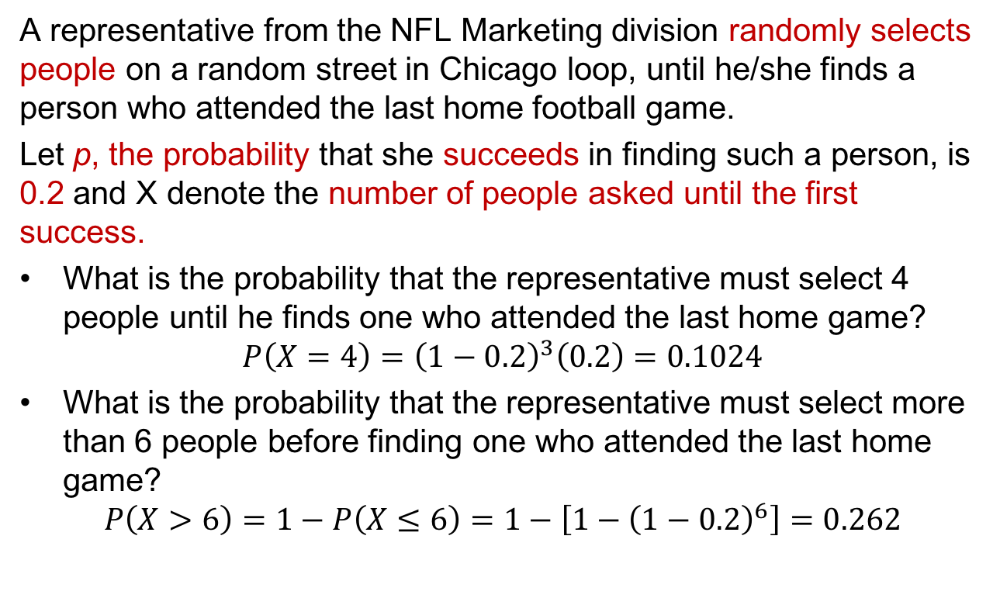 A representative from the NFL Marketing division randomly selects
people on a random street in Chicago loop, until he/she finds a
person who attended the last home football game.
Let p, the probability that she succeeds in finding such a person, is
0.2 and X denote the number of people asked until the first
success.
• What is the probability that the representative must select 4
people until he finds one who attended the last home game?
P(X = 4) = (1 − 0.2)³(0.2) = 0.1024
• What is the probability that the representative must select more
than 6 people before finding one who attended the last home
game?
P(X > 6) = 1 − P(X ≤ 6) = 1 − [1 − (1 − 0.2)⁶] = 0.262